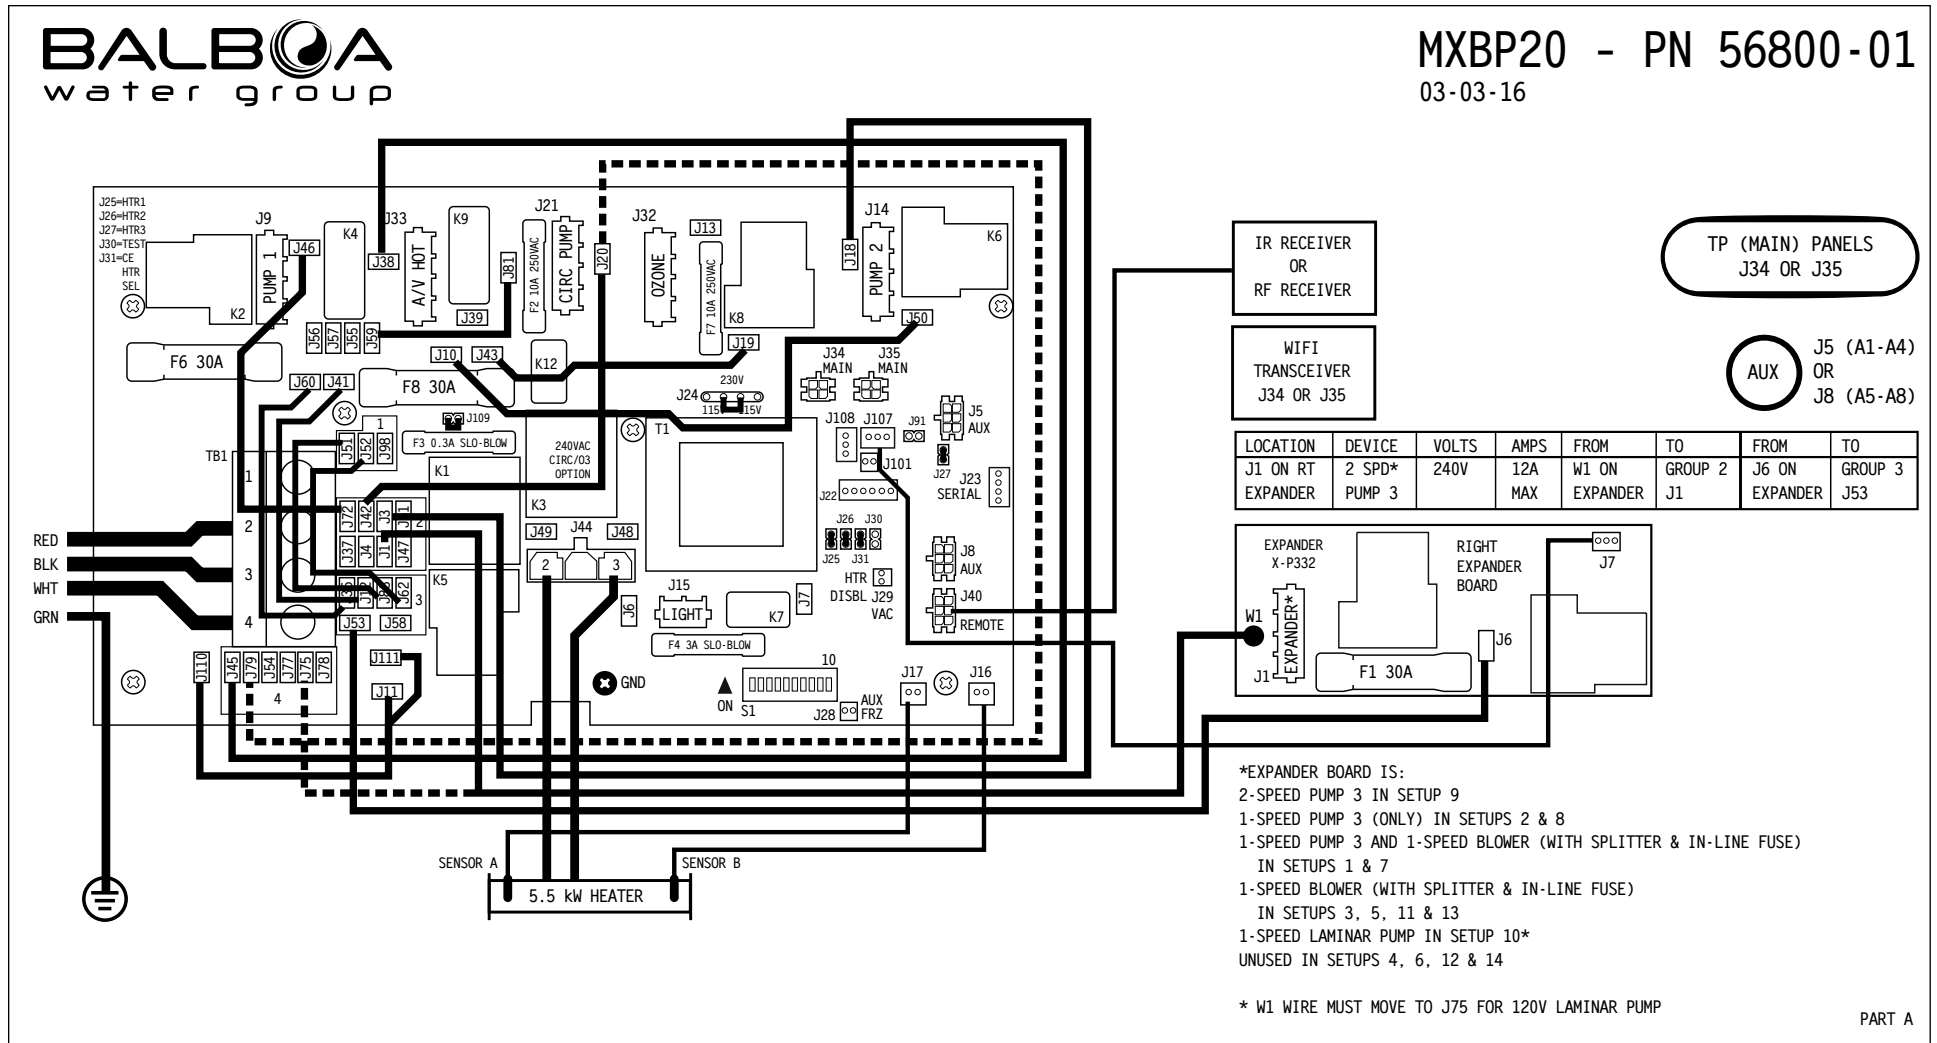 BALBOA
water group
MXBP20 - PN 56800-01
03-03-16
J25=HTR1
J26=HTR2
J27=HTR3
J30=TEST
J31=CE
HTR
SEL
J9
PUMP 1
J46
K2
K4
J38
J33
A/V HOT
K9
J39
J81
J21
F2 10A 250VAC
CIRC PUMP
J20
J32
OZONE
J13
F7 10A 250VAC
K8
J19
J18
J14
PUMP 2
K6
J50
J56
J57
J55
J59
F6 30A
J10
J43
K12
J60
J41
F8 30A
J109
F3 0.3A SLO-BLOW
230V
J24
115V
J34
MAIN
J35
MAIN
J108
J107
J91
J5
AUX
J101
J27
J23
SERIAL
J22
J26
J30
J25
J31
HTR
DISBL
J29
VAC
J8
AUX
J40
REMOTE
T1
240VAC
CIRC/O3
OPTION
K3
K1
K5
TB1
1
2
3
4
1
J51
J52
J98
J72
J42
J3
2
J37
J4
J1
J47
J62
3
J53
J58
J49
J44
J48
2
3
J6
J15
LIGHT
K7
J7
F4 3A SLO-BLOW
J110
J45
J79
J54
J77
J75
J78
4
J111
J11
GND
ON
S1
10
J28
AUX
FRZ
J17
J16
RED
BLK
WHT
GRN
SENSOR A
SENSOR B
5.5 kW HEATER
IR RECEIVER
OR
RF RECEIVER
WIFI
TRANSCEIVER
J34 OR J35
TP (MAIN) PANELS
J34 OR J35
AUX
J5 (A1-A4)
OR
J8 (A5-A8)
LOCATION DEVICE VOLTS AMPS FROM TO FROM TO
J1 ON RT 2 SPD* 240V 12A W1 ON GROUP 2 J6 ON GROUP 3
EXPANDER PUMP 3 MAX EXPANDER J1 EXPANDER J53
EXPANDER
X-P332
RIGHT
EXPANDER
BOARD
J7
W1
EXPANDER*
J1
F1 30A
J6
*EXPANDER BOARD IS:
2-SPEED PUMP 3 IN SETUP 9
1-SPEED PUMP 3 (ONLY) IN SETUPS 2 & 8
1-SPEED PUMP 3 AND 1-SPEED BLOWER (WITH SPLITTER & IN-LINE FUSE)
IN SETUPS 1 & 7
1-SPEED BLOWER (WITH SPLITTER & IN-LINE FUSE)
IN SETUPS 3, 5, 11 & 13
1-SPEED LAMINAR PUMP IN SETUP 10*
UNUSED IN SETUPS 4, 6, 12 & 14
* W1 WIRE MUST MOVE TO J75 FOR 120V LAMINAR PUMP
PART A